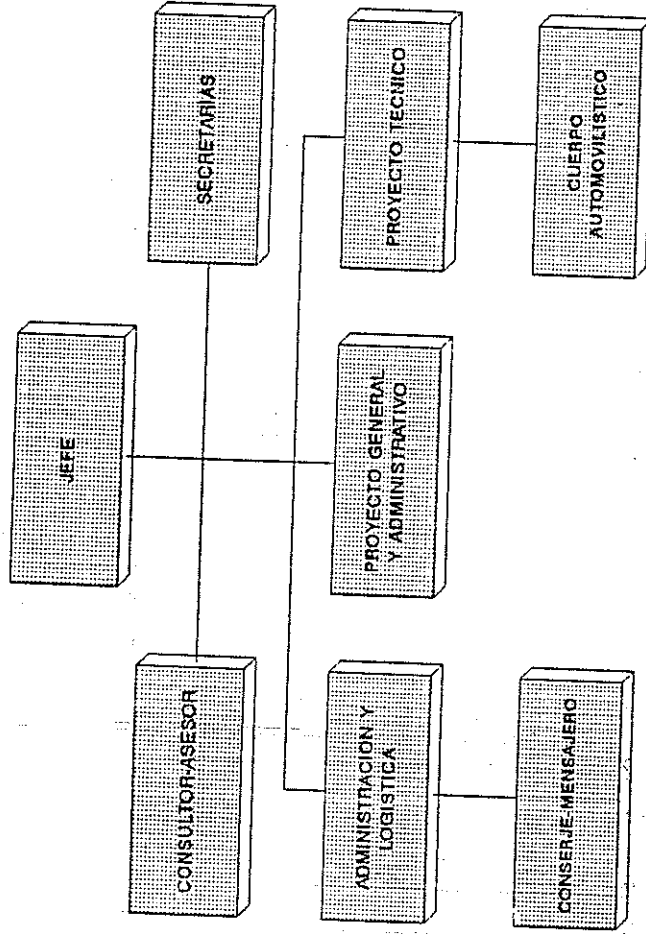 JEFE
CONSULTOR-ASESOR
SECRETARIAS
ADMINISTRACION Y
LOGISTICA
PROYECTO GENERAL
Y ADMINISTRATIVO
PROYECTO TECNICO
CONSERJE-MENSAJERO
CUERPO
AUTOMOVILISTICO